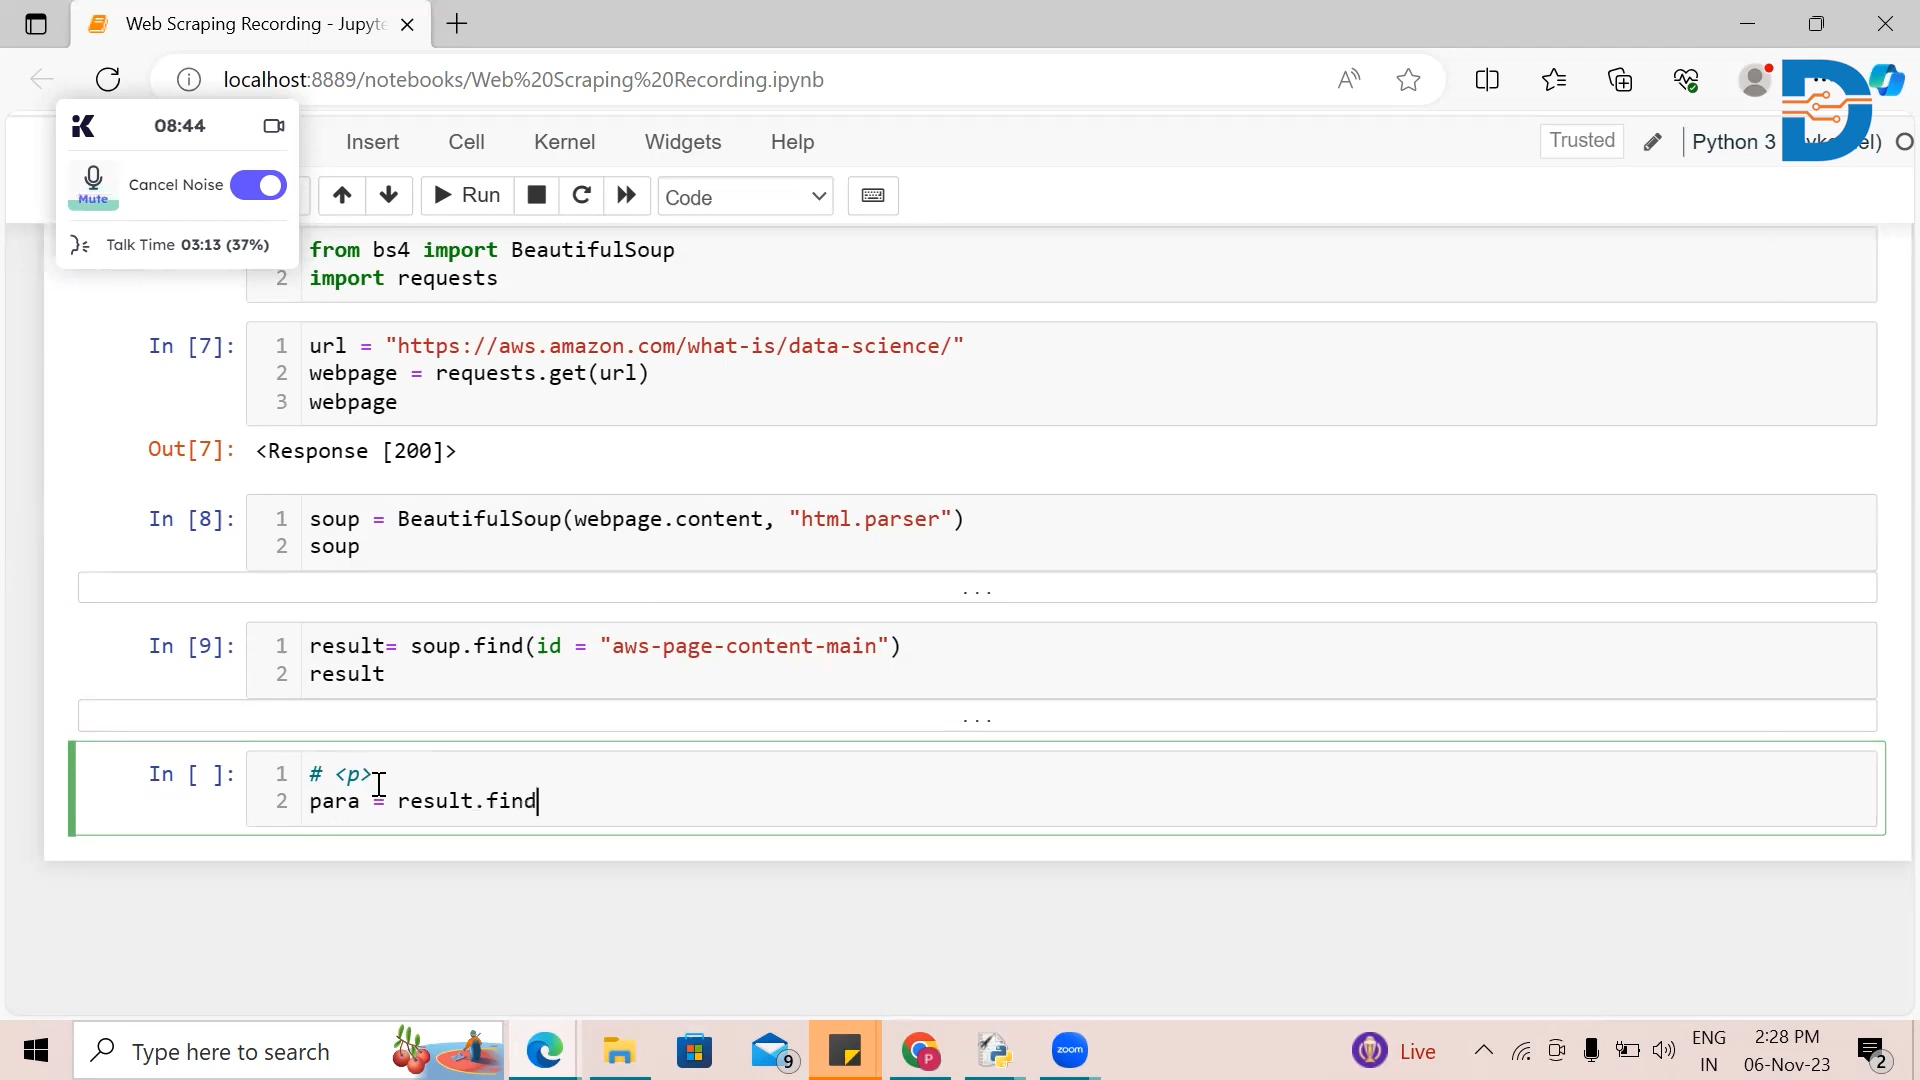 Web Scraping Recording - Jupyte
localhost:8889/notebooks/Web%20Scraping%20Recording.ipynb
08:44
Mute
Cancel Noise
Talk Time 03:13 (37%)
Insert
Cell
Kernel
Widgets
Help
Trusted
Python 3
el)
Run
Code
from bs4 import BeautifulSoup
2 import requests
In [7]:
1 url = "https://aws.amazon.com/what-is/data-science/"
2 webpage = requests.get(url)
3 webpage
Out[7]: <Response [200]>
In [8]:
1 soup = BeautifulSoup(webpage.content, "html.parser")
2 soup
...
In [9]:
1 result= soup.find(id = "aws-page-content-main")
2 result
...
In [ ]:
1 # <p>
2 para = result.find
Type here to search
9
P
zoom
Live
ENG
IN
2:28 PM
06-Nov-23
2